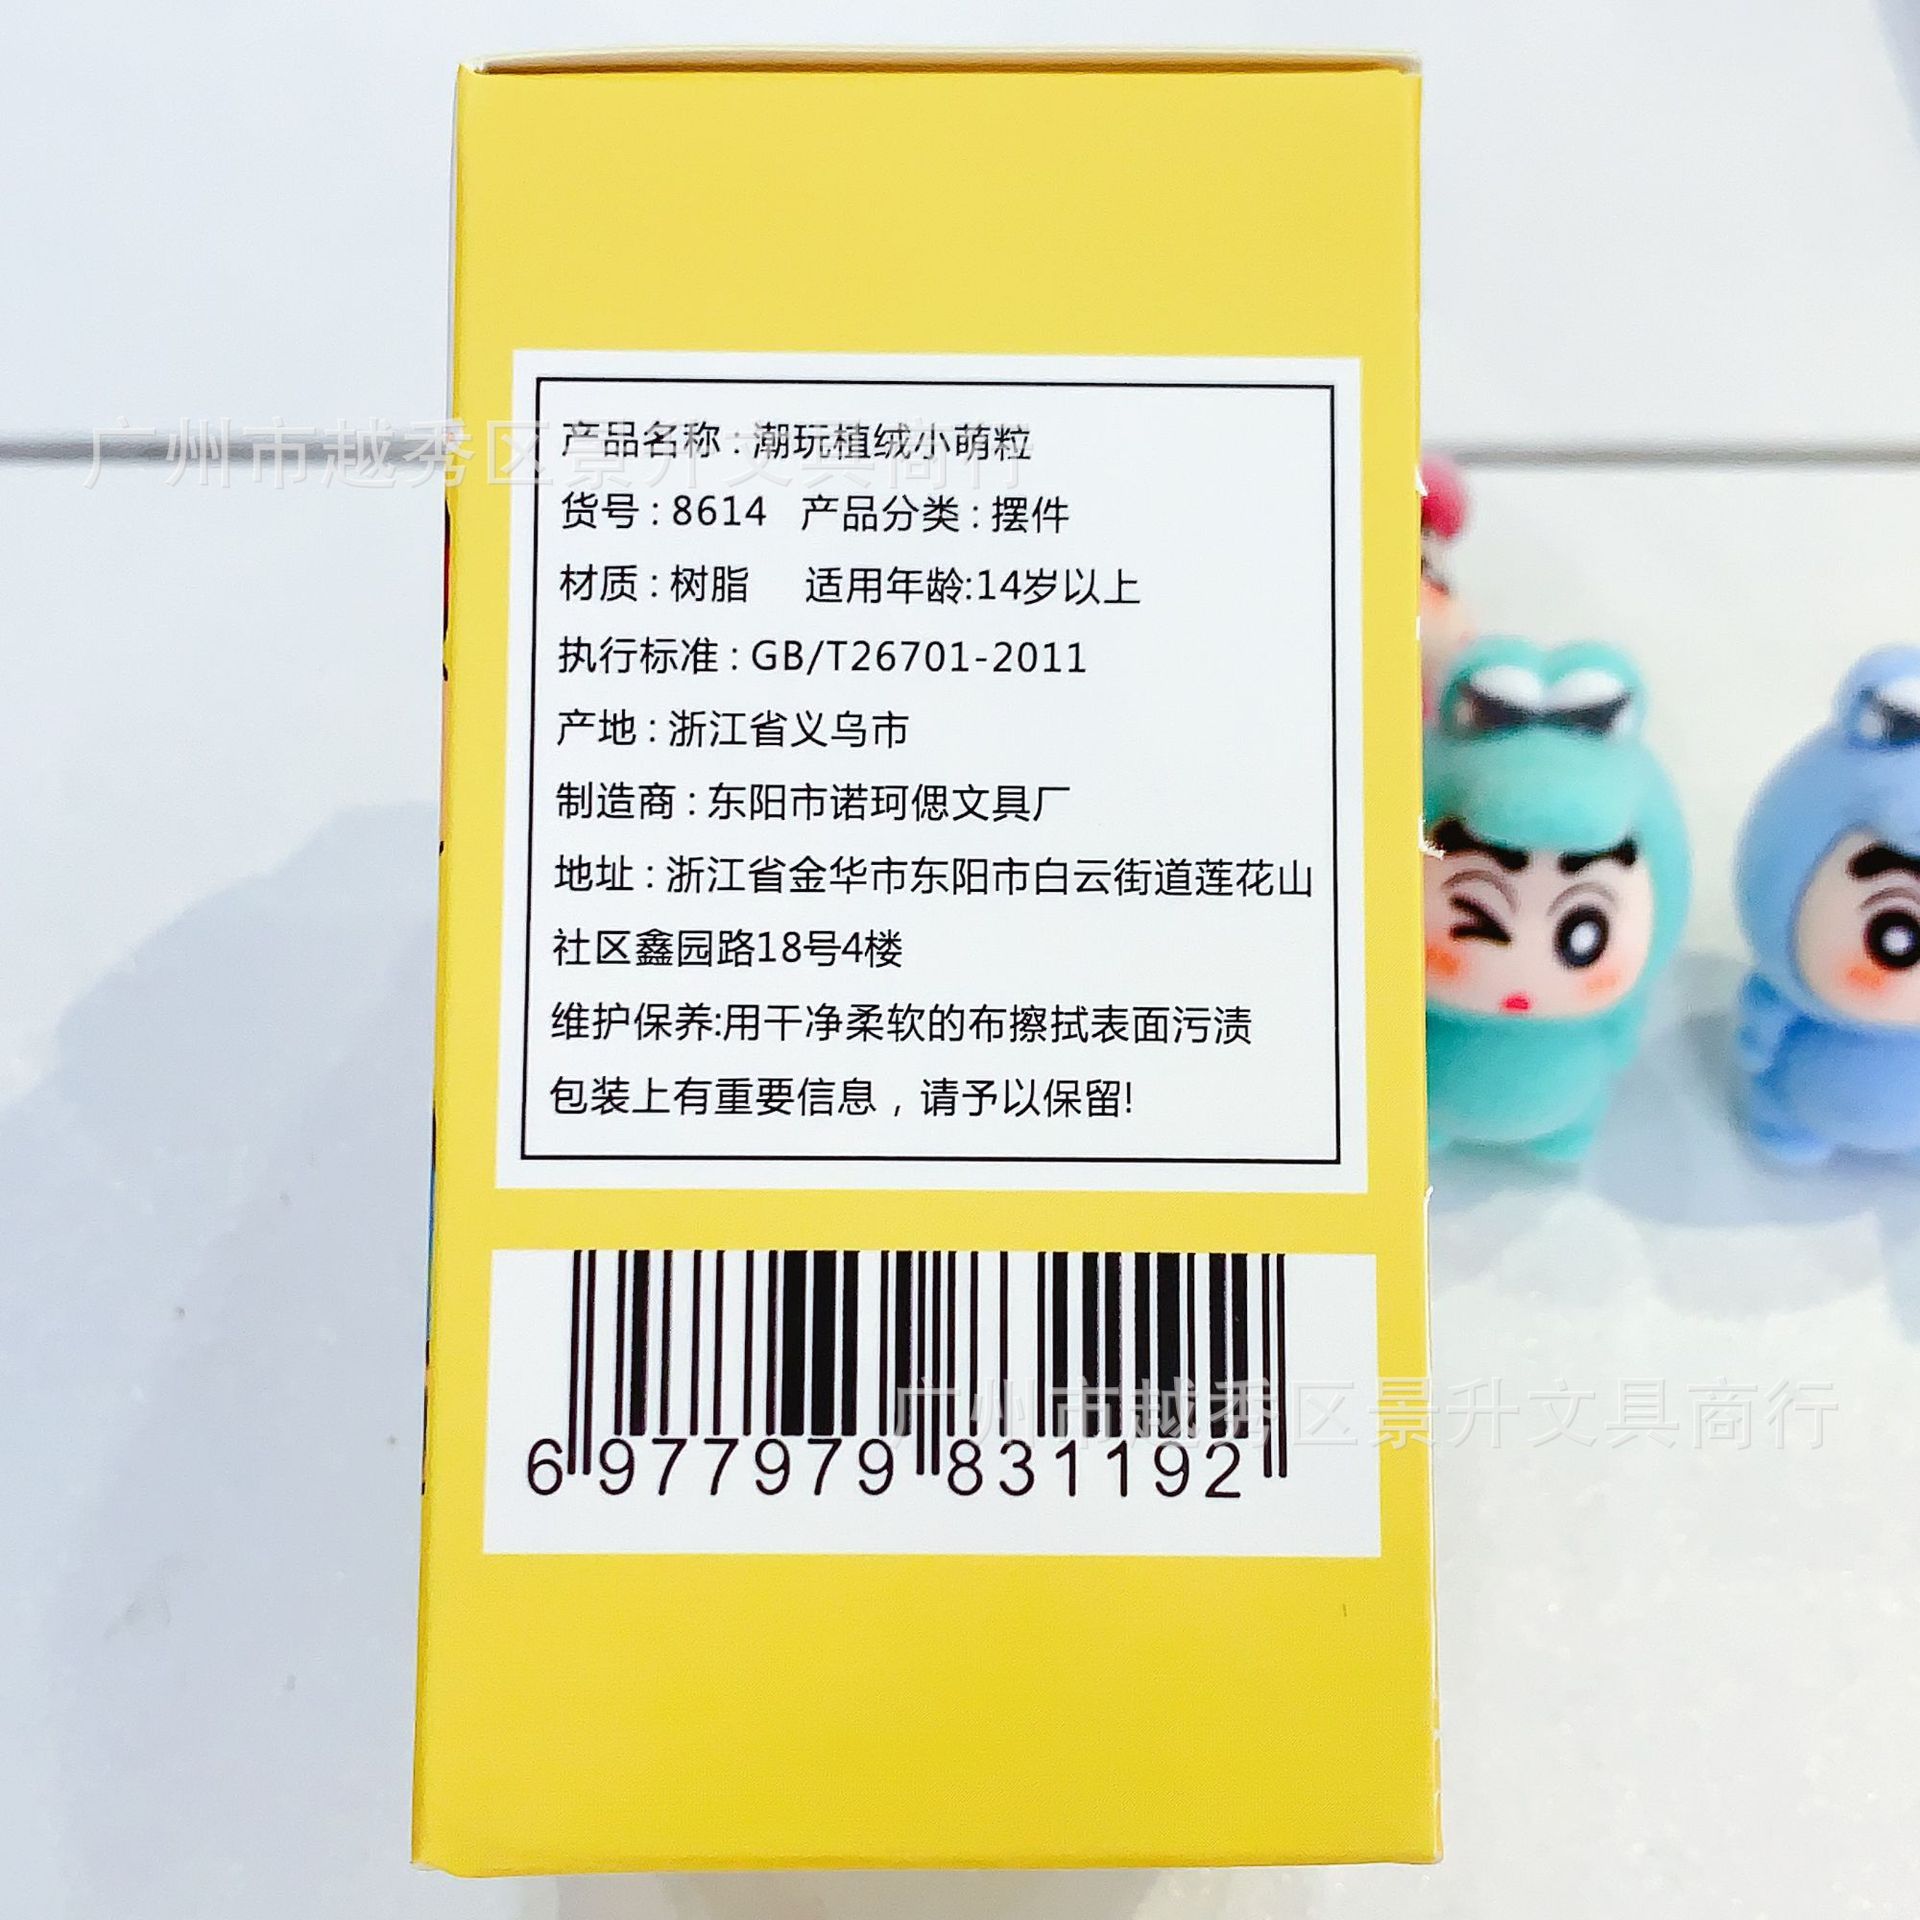 产品名称：潮玩植绒小萌粒
货号：8614 产品分类：摆件
材质：树脂 适用年龄:14岁以上
执行标准：GB/T26701-2011
产地：浙江省义乌市
制造商：东阳市诺珂偲文具厂
地址：浙江省金华市东阳市白云街道莲花山
社区鑫园路18号4楼
维护保养:用干净柔软的布擦拭表面污渍
包装上有重要信息，请予以保留!
6 977979 831192
广州市越秀区景升文具商行
广州市越秀区景升文具商行